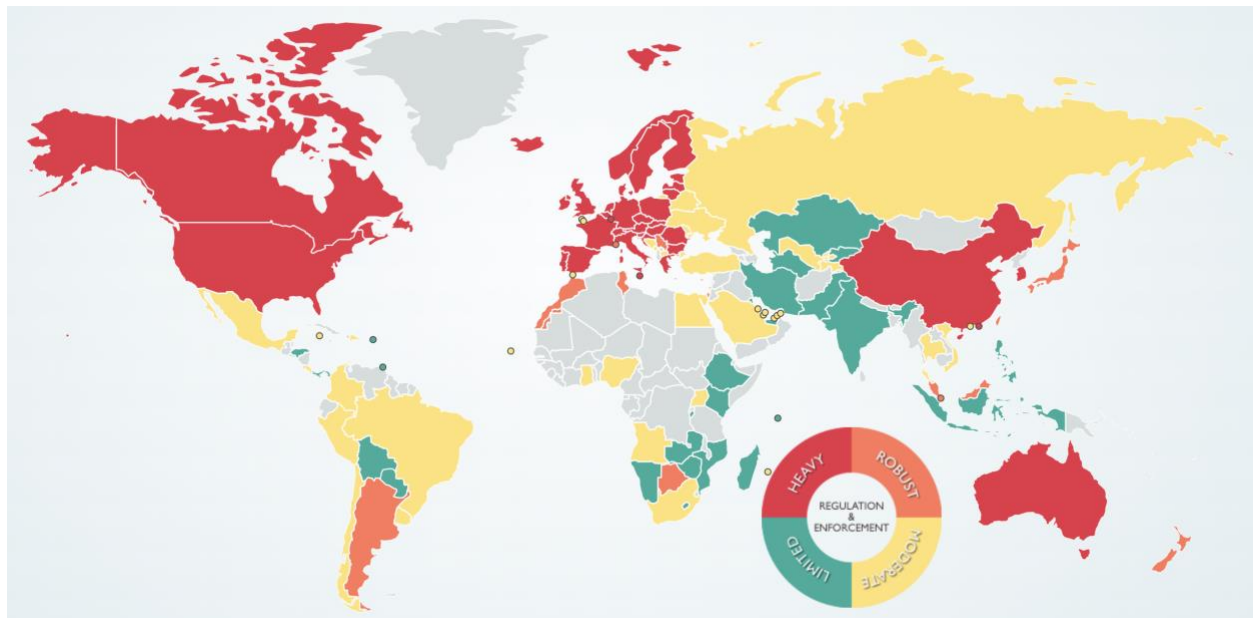 HEAVY
ROBUST
REGULATION
&
ENFORCEMENT
LIMITED
MODERATE